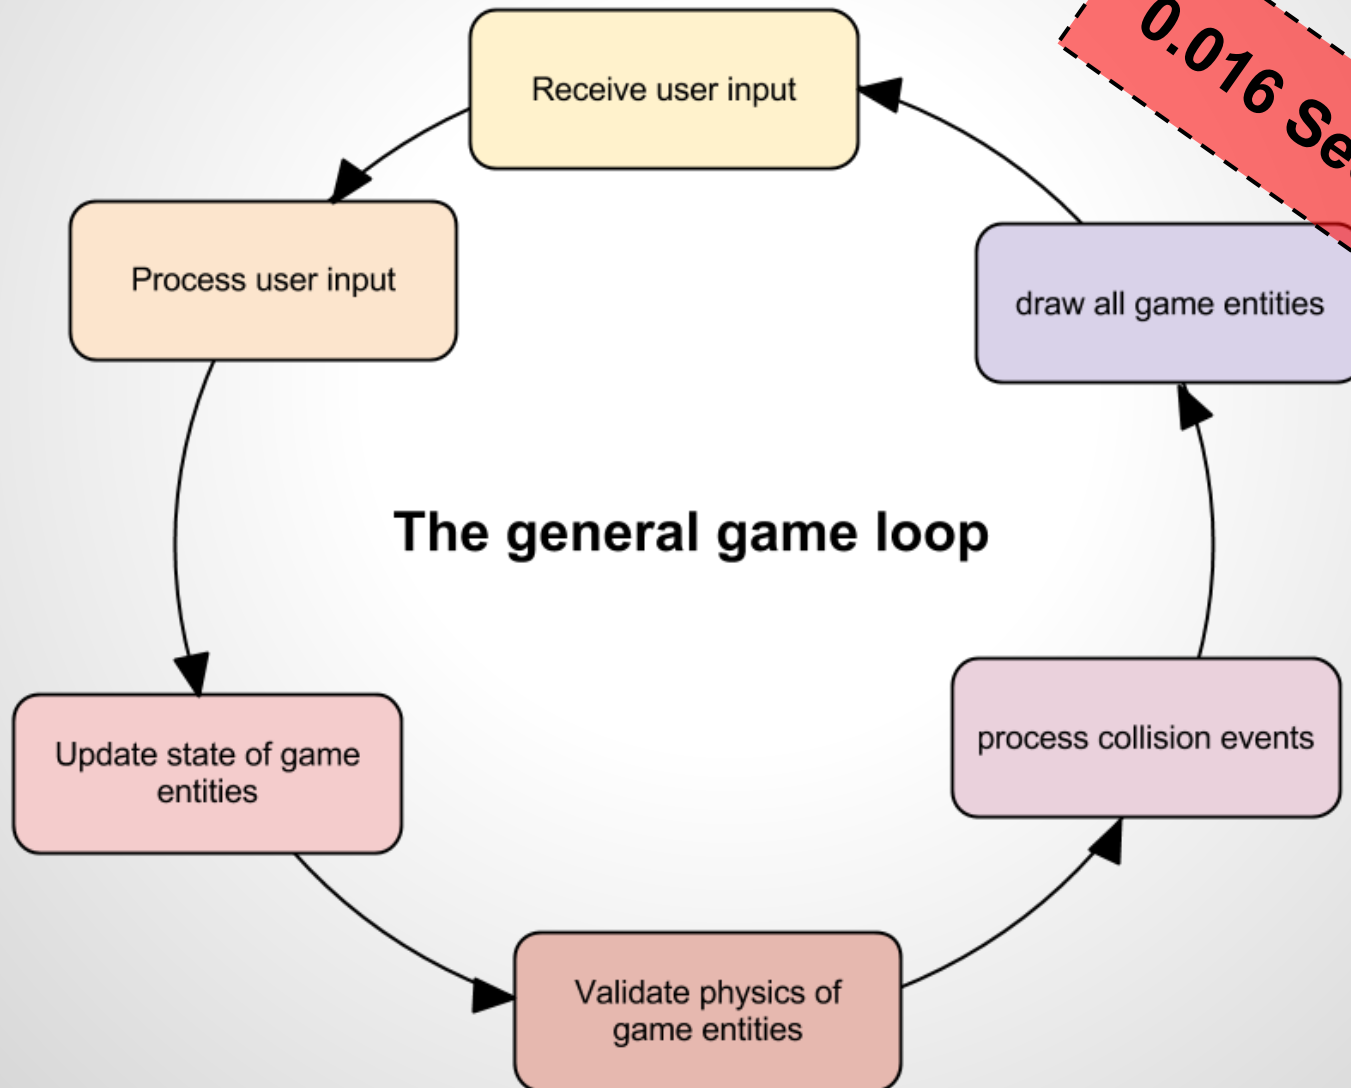 0.016
Receive user input
Process user input
draw all game entities
The general game loop
Update state of game
entities
process collision events
Validate physics of
game entities